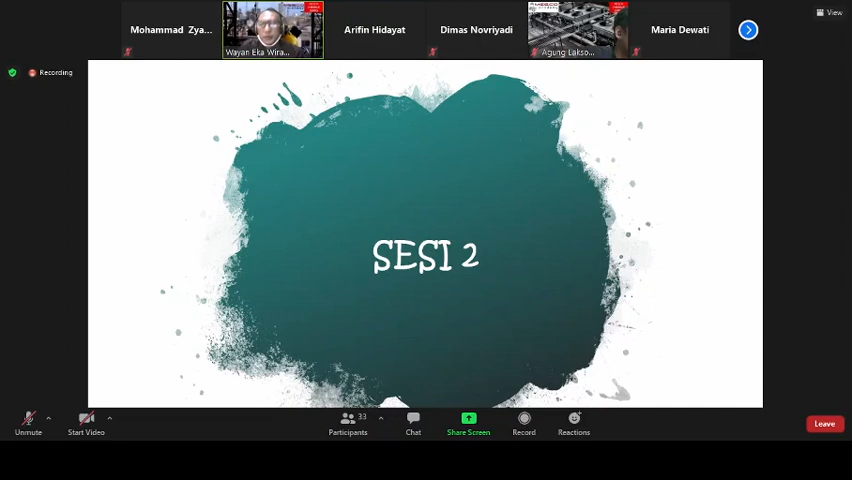 Mohammad Zya...
Wayan Eka Wira...
Arifin Hidayat
Dimas Novriyadi
Agung Lakso...
Maria Dewati
View
Recording
SESI 2
Unmute
Start Video
33
Participants
Chat
Share Screen
Record
Reactions
Leave